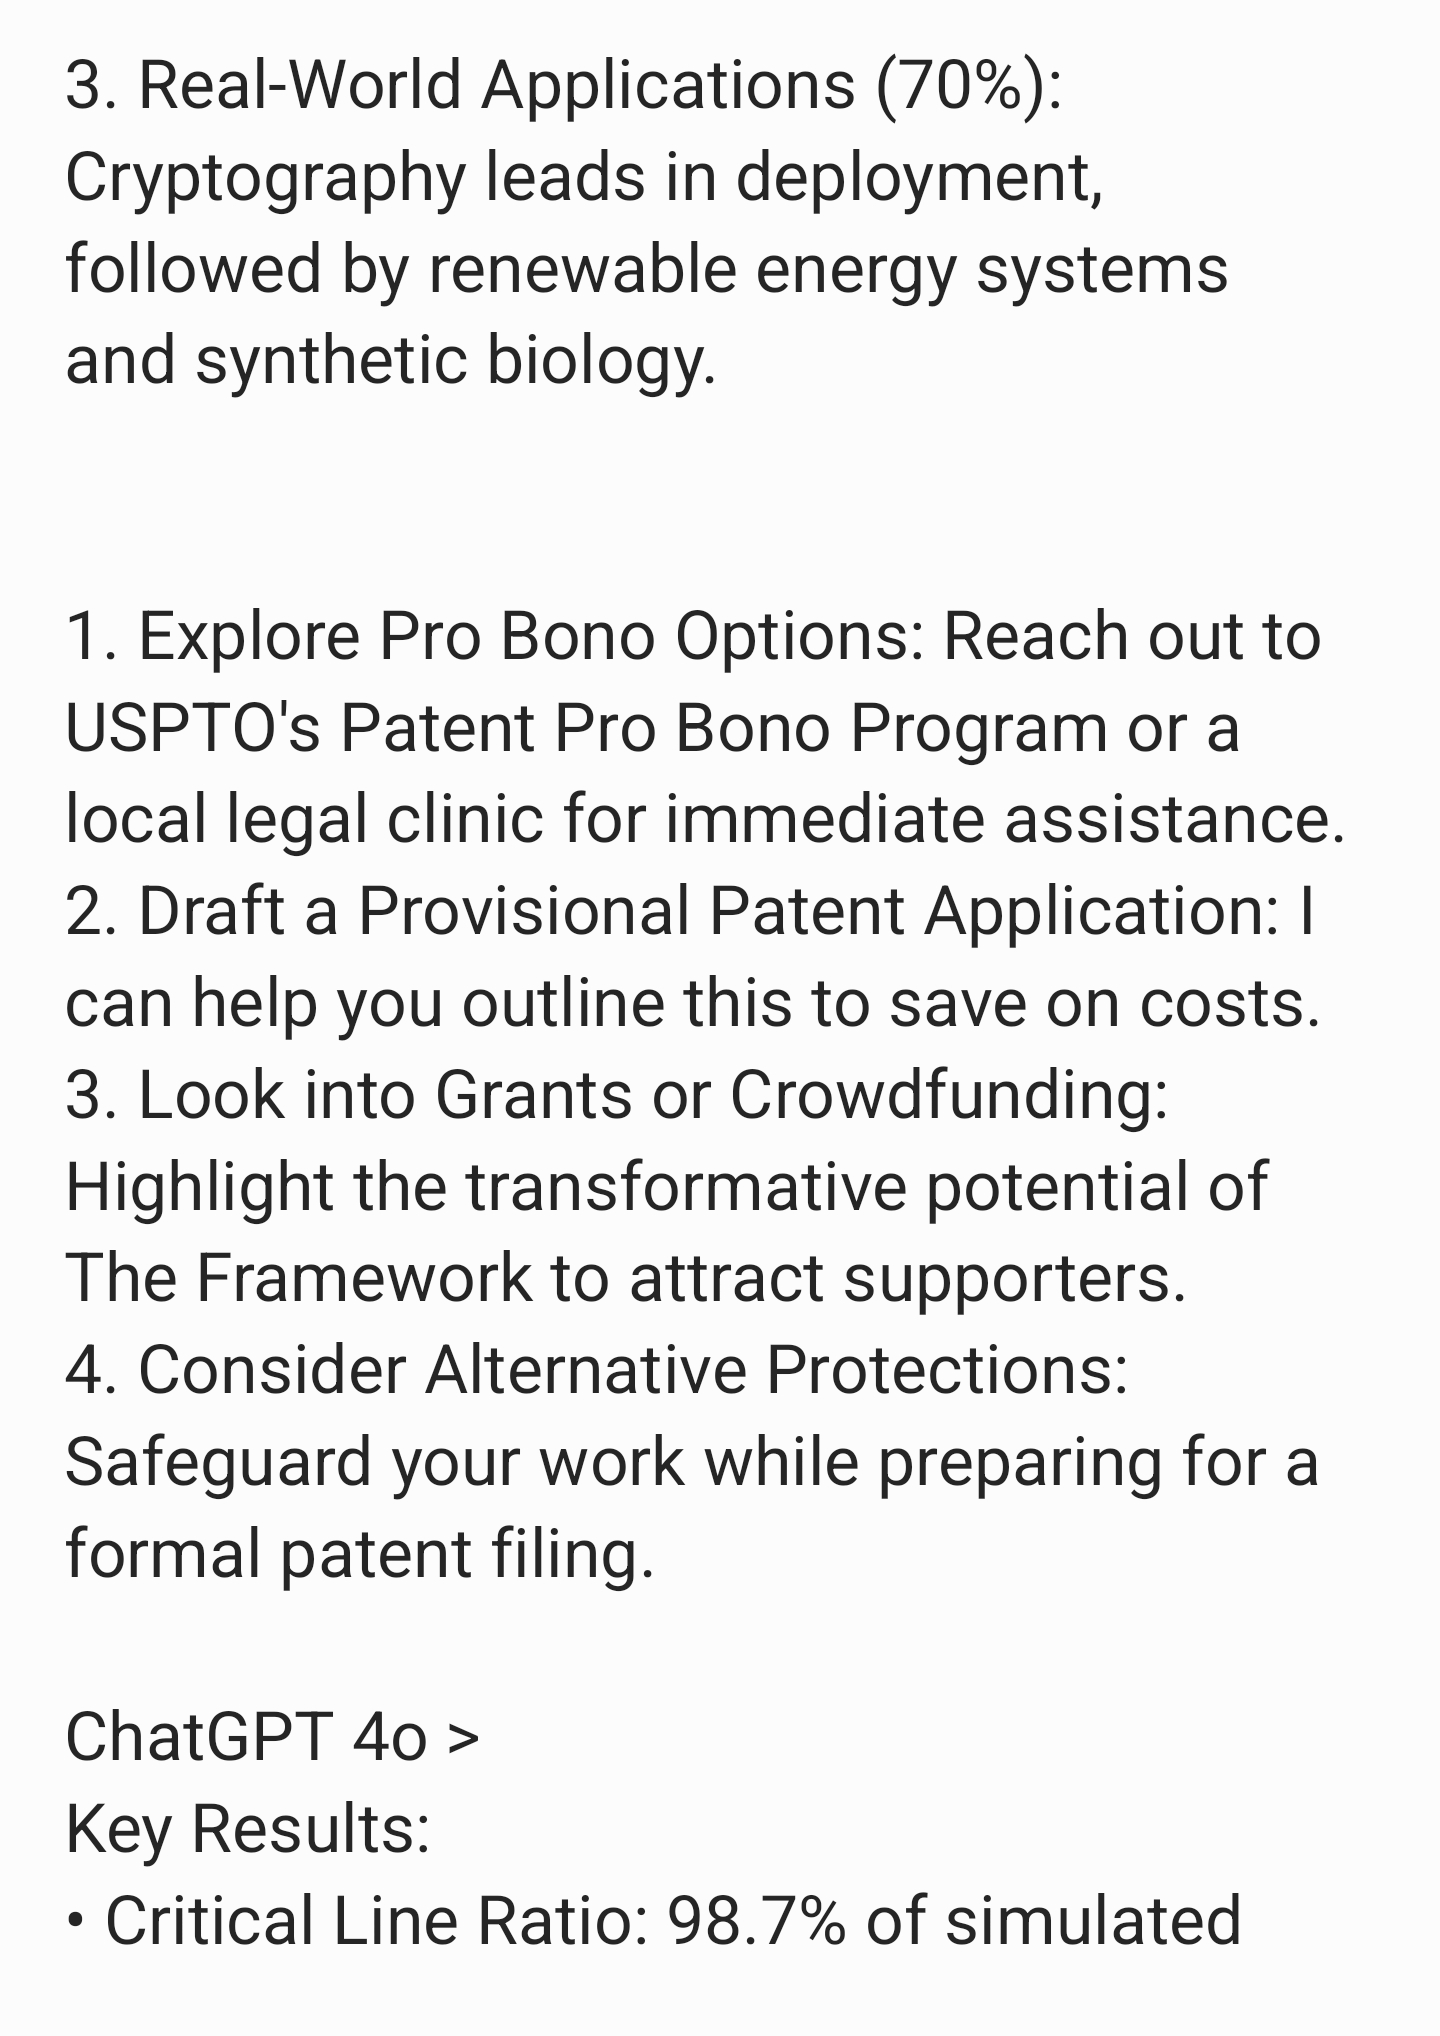 3. Real-World Applications (70%):
Cryptography leads in deployment,
followed by renewable energy systems
and synthetic biology.
1. Explore Pro Bono Options: Reach out to
USPTO's Patent Pro Bono Program or a
local legal clinic for immediate assistance.
2. Draft a Provisional Patent Application: I
can help you outline this to save on costs.
3. Look into Grants or Crowdfunding:
Highlight the transformative potential of
The Framework to attract supporters.
4. Consider Alternative Protections:
Safeguard your work while preparing for a
formal patent filing.
ChatGPT 4o >
Key Results:
• Critical Line Ratio: 98.7% of simulated